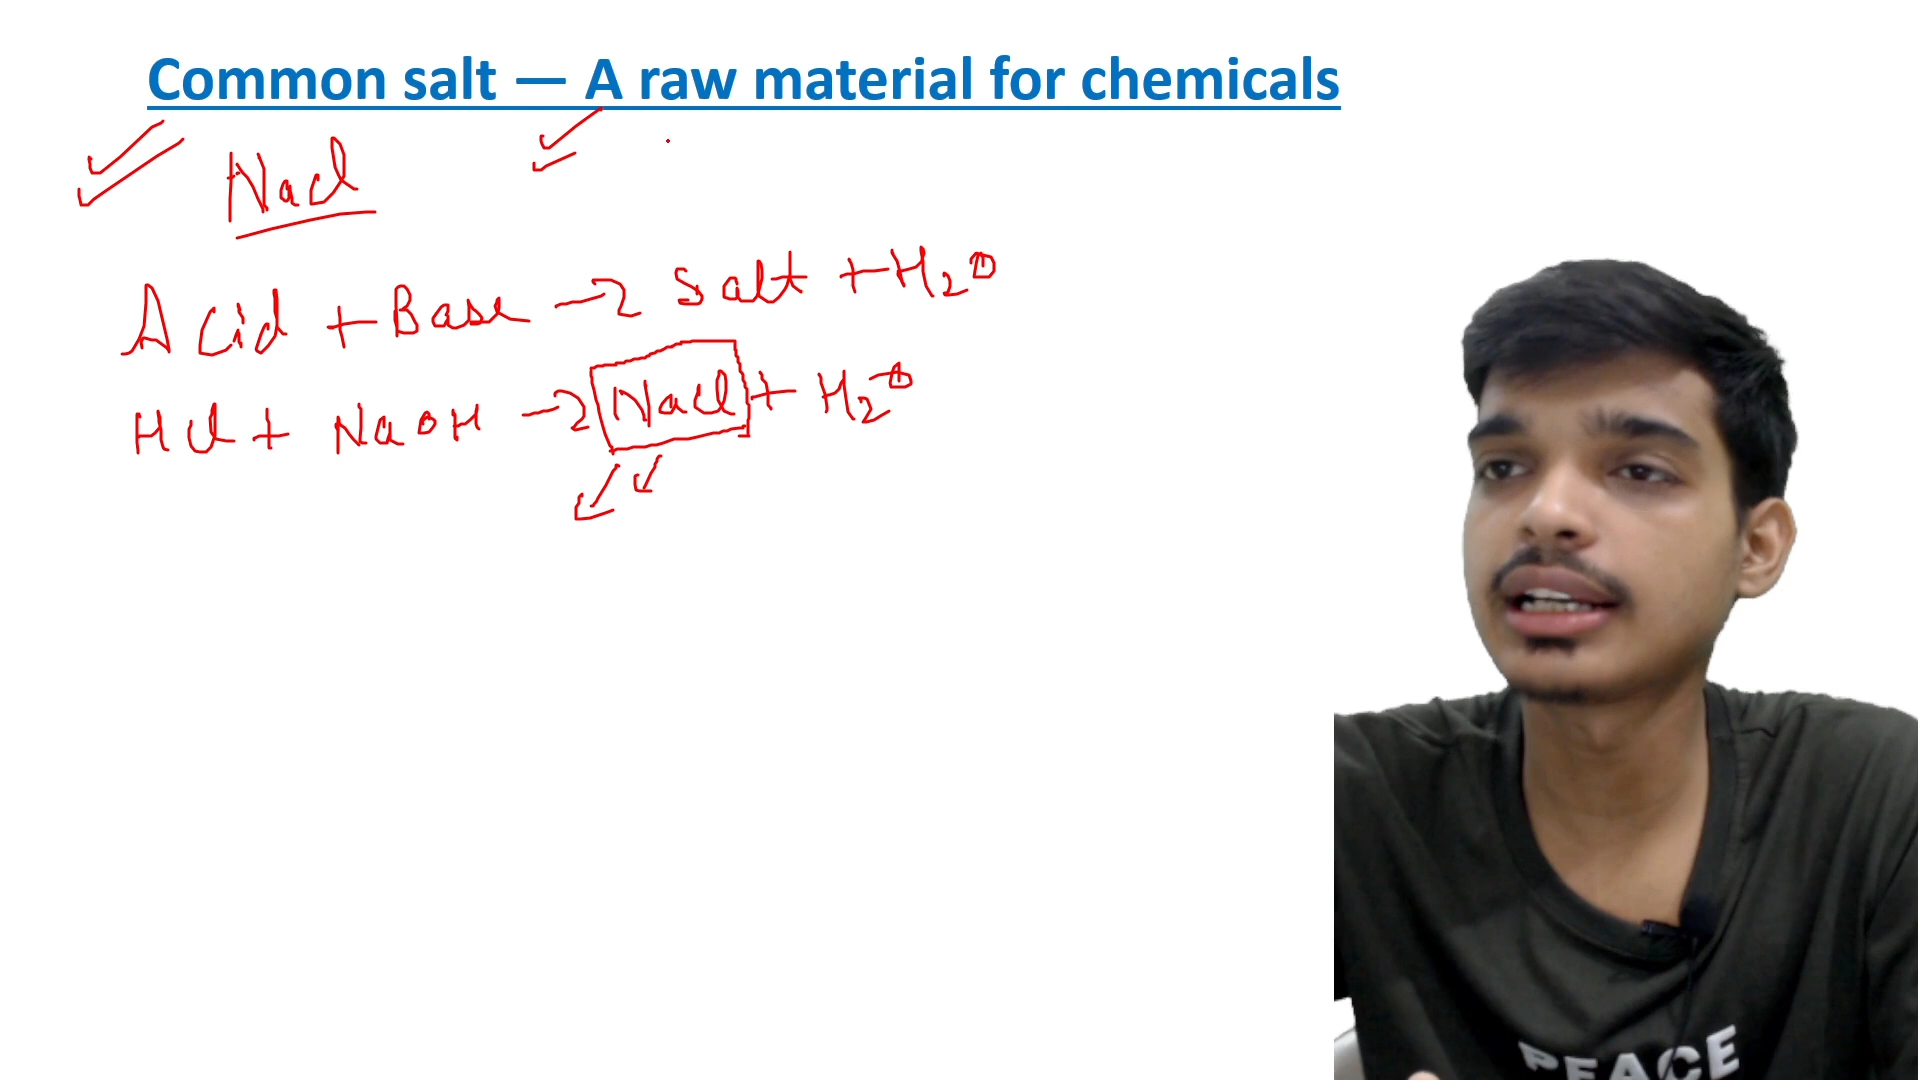 Common salt — A raw material for chemicals
Nacl
Acid + Base → Salt + H2O
Hcl + NaOH → Nacl + H2O
PEACE